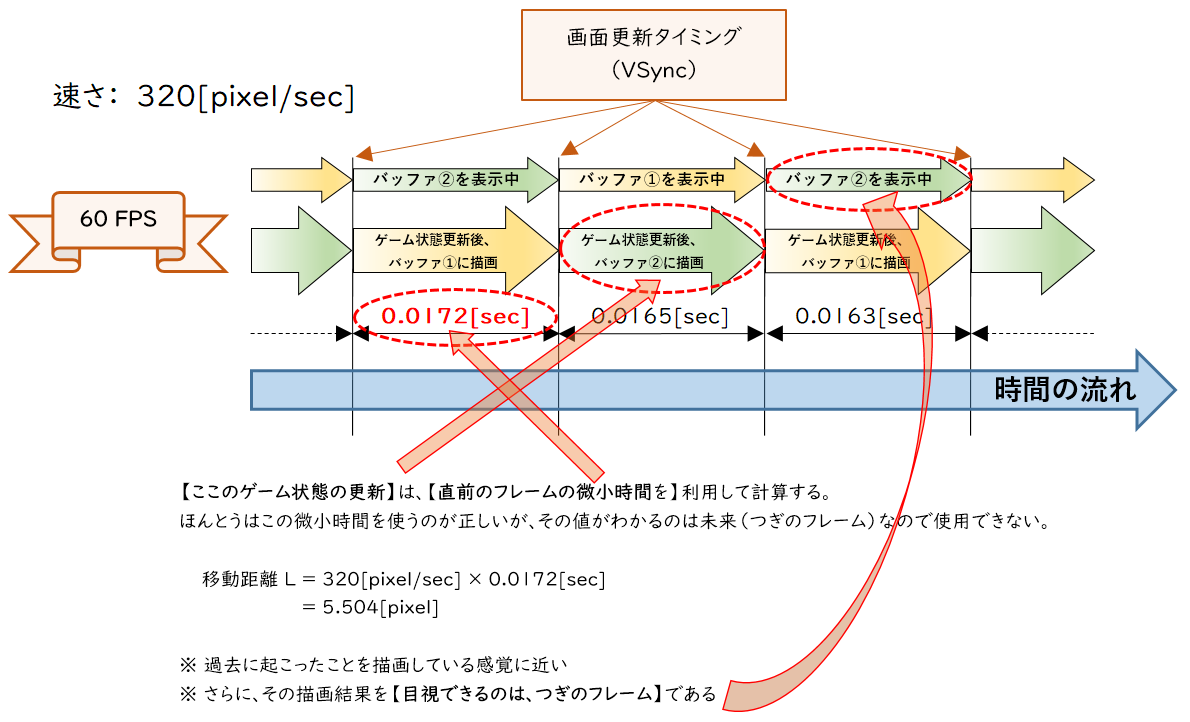 画面更新タイミング
（VSync）
速さ： 320[pixel/sec]
バッファ②を表示中
バッファ①を表示中
バッファ②を表示中
60 FPS
ゲーム状態更新後、
バッファ①に描画
ゲーム状態更新後、
バッファ②に描画
ゲーム状態更新後、
バッファ①に描画
0.0172[sec]
0.0165[sec]
0.0163[sec]
時間の流れ
【ここのゲーム状態の更新】は、【直前のフレームの微小時間を】利用して計算する。
ほんとうはこの微小時間を使うのが正しいが、その値がわかるのは未来（つぎのフレーム）なので使用できない。
移動距離 L = 320[pixel/sec] × 0.0172[sec]
= 5.504[pixel]
※ 過去に起こったことを描画している感覚に近い
※ さらに、その描画結果を【目視できるのは、つぎのフレーム】である